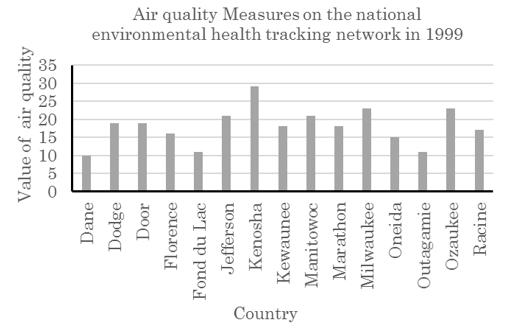 Air quality Measures on the national
environmental health tracking network in 1999
Value of air quality
35
30
25
20
15
10
5
0
Dane
Dodge
Door
Florence
Fond du Lac
Jefferson
Kenosha
Kewaunee
Manitowoc
Marathon
Milwaukee
Oneida
Outagamie
Ozaukee
Racine
Country